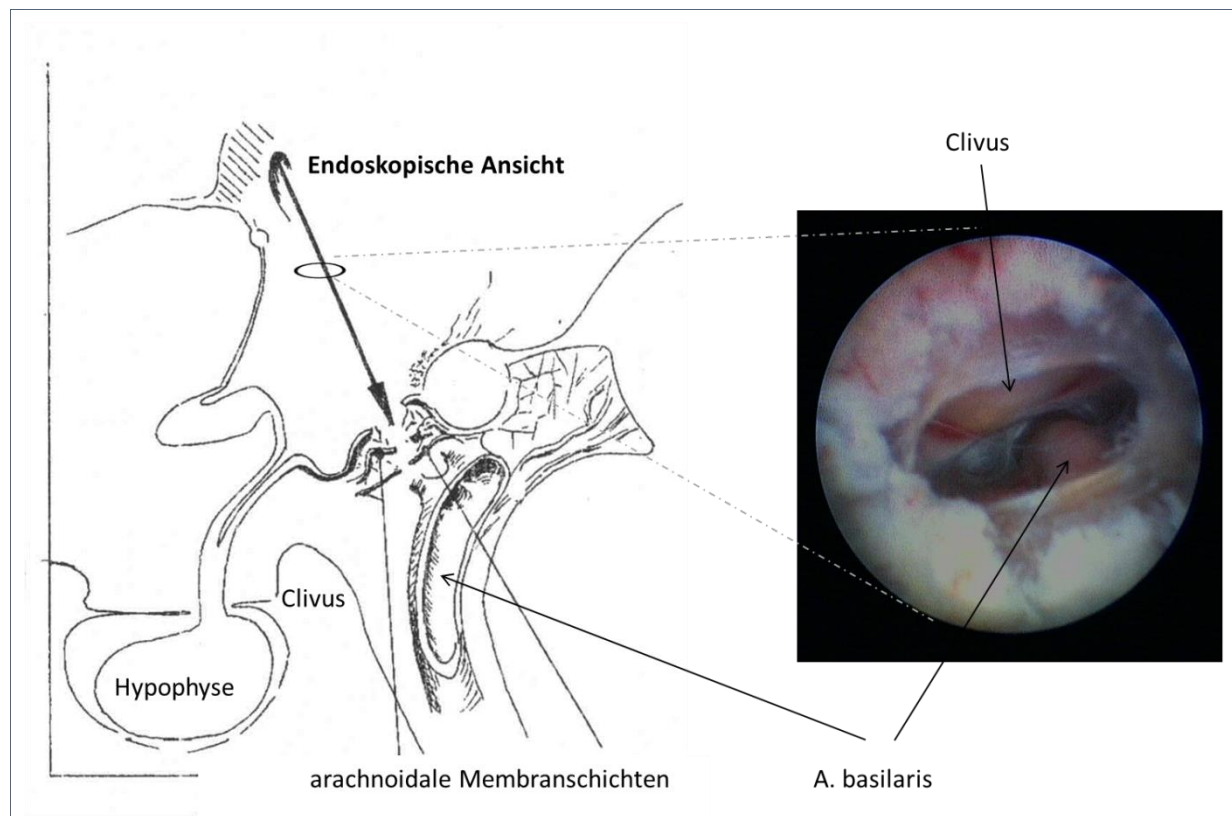 Endoskopische Ansicht
Clivus
Clivus
Hypophyse
arachnoidale Membranschichten
A. basilaris